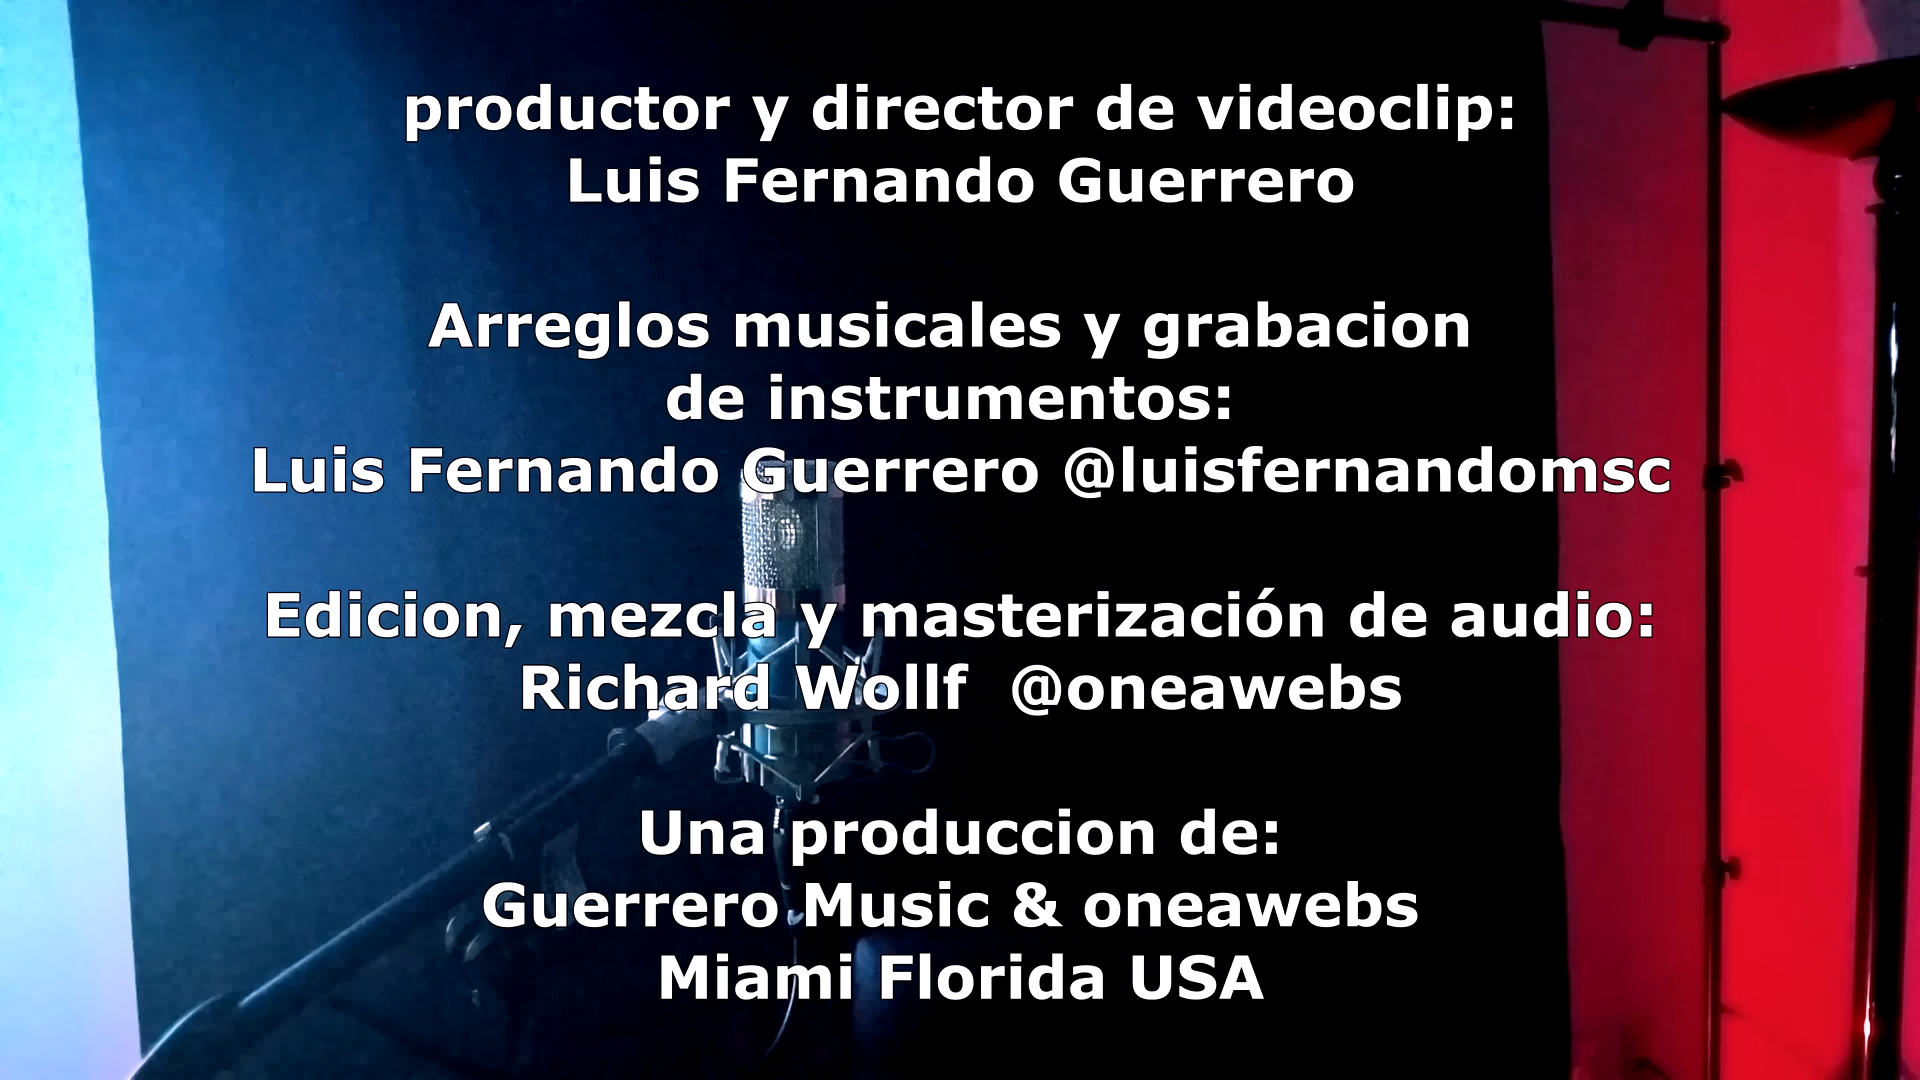 productor y director de videoclip:
Luis Fernando Guerrero
Arreglos musicales y grabacion
de instrumentos:
Luis Fernando Guerrero @luisfernandomsc
Edicion, mezcla y masterización de audio:
Richard Wollf @oneawebs
Una produccion de:
Guerrero Music & oneawebs
Miami Florida USA